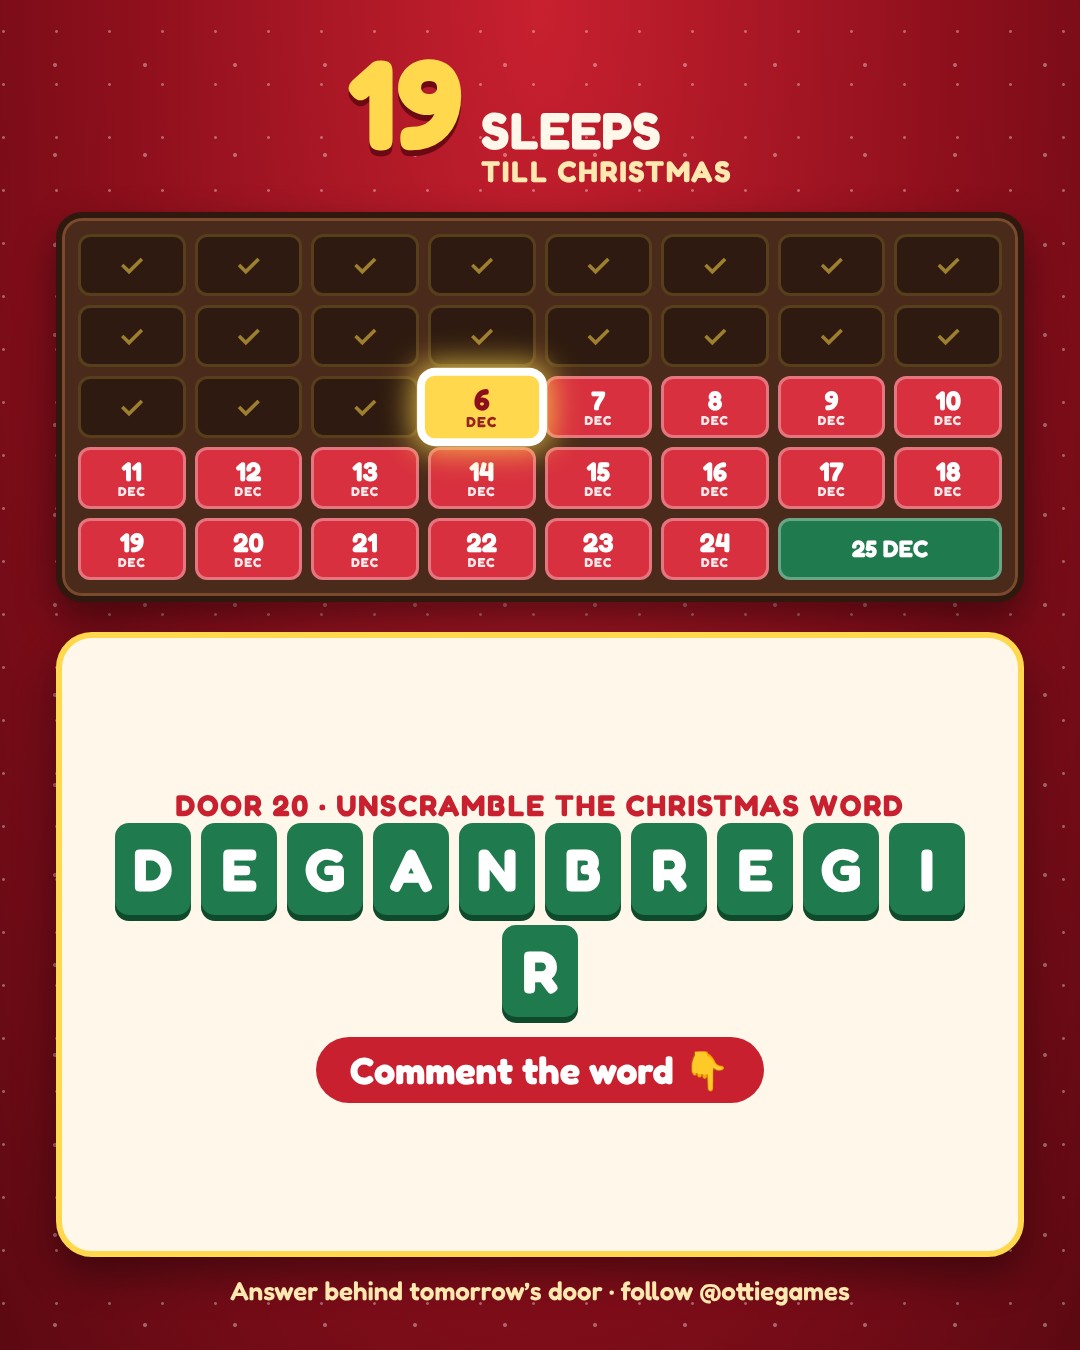 19 SLEEPS
TILL CHRISTMAS
6 DEC
7 DEC
8 DEC
9 DEC
10 DEC
11 DEC
12 DEC
13 DEC
14 DEC
15 DEC
16 DEC
17 DEC
18 DEC
19 DEC
20 DEC
21 DEC
22 DEC
23 DEC
24 DEC
25 DEC
DOOR 20 · UNSCRAMBLE THE CHRISTMAS WORD
D E G A N B R E G I
R
Comment the word 👇
Answer behind tomorrow’s door · follow @ottiegames